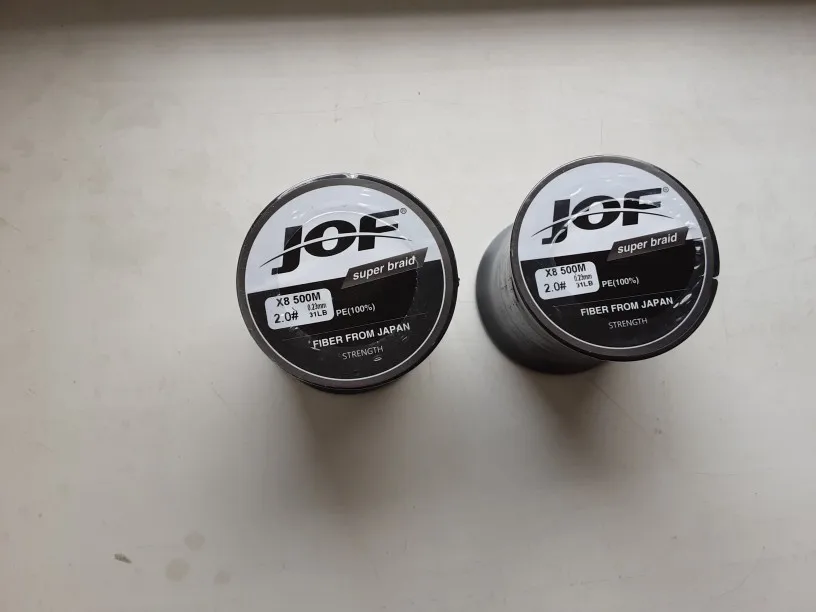 JOF®
super braid
X8 500M
2.0# 0.23mm 31LB
PE(100%)
FIBER FROM JAPAN
STRENGTH
JOF®
super braid
X8 500M
2.0# 0.23mm 31LB
PE(100%)
FIBER FROM JAPAN
STRENGTH